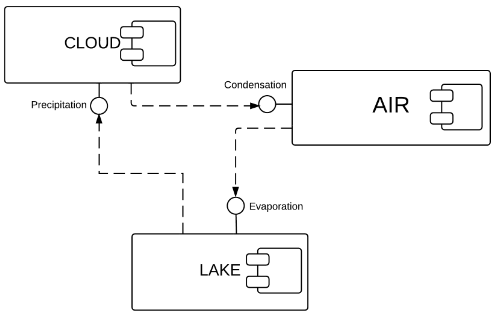 CLOUD
Condensation
Precipitation
AIR
Evaporation
LAKE